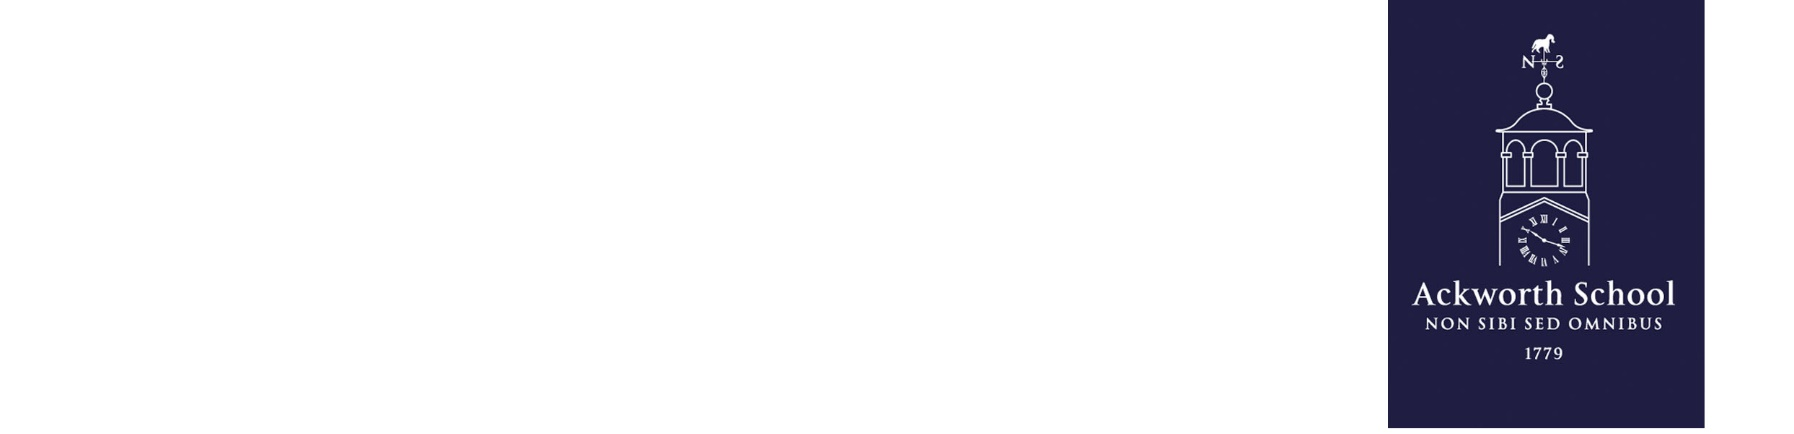 N S
Ackworth School
NON SIBI SED OMNIBUS
1779